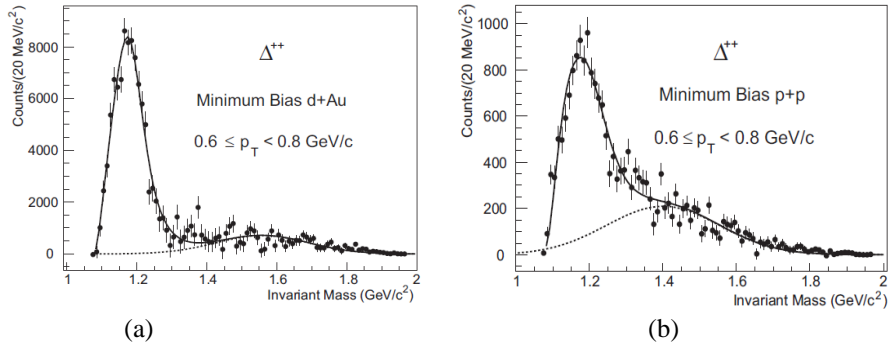 Counts/(20 MeV/c²)
8000
6000
4000
2000
0
Δ⁺⁺
Minimum Bias d+Au
0.6 ≤ p_T < 0.8 GeV/c
1 1.2 1.4 1.6 1.8 2
Invariant Mass (GeV/c²)
(a)
Counts/(20 MeV/c²)
1000
800
600
400
200
0
Δ⁺⁺
Minimum Bias p+p
0.6 ≤ p_T < 0.8 GeV/c
1 1.2 1.4 1.6 1.8 2
Invariant Mass (GeV/c²)
(b)